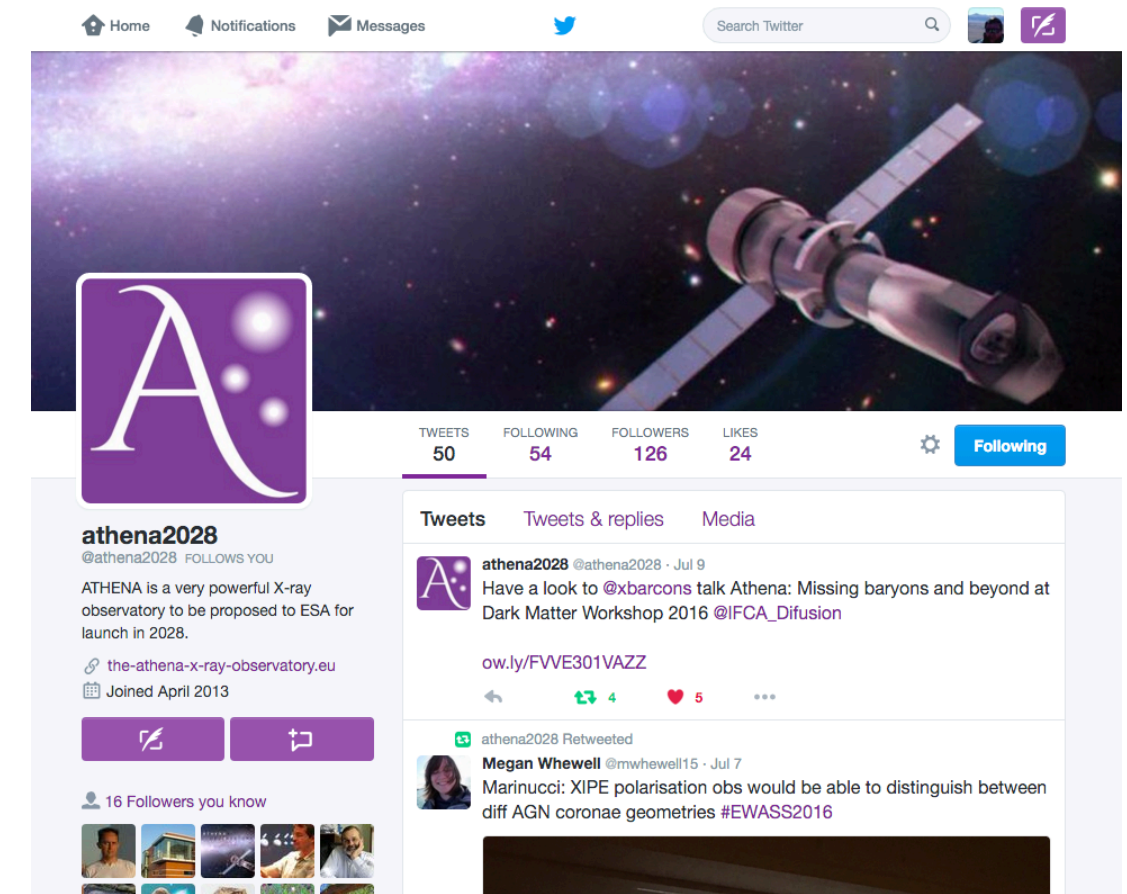 Home Notifications Messages Search Twitter
A
TWEETS FOLLOWING FOLLOWERS LIKES
50 54 126 24
Following
athena2028
@athena2028 FOLLOWS YOU
ATHENA is a very powerful X-ray
observatory to be proposed to ESA for
launch in 2028.
the-athena-x-ray-observatory.eu
Joined April 2013
16 Followers you know
Tweets Tweets & replies Media
athena2028 @athena2028 · Jul 9
Have a look to @xbarcons talk Athena: Missing baryons and beyond at
Dark Matter Workshop 2016 @IFCA_Difusion
ow.ly/FVVE301VAZZ
4 5
athena2028 Retweeted
Megan Whewell @mwhewell15 · Jul 7
Marinucci: XIPE polarisation obs would be able to distinguish between
diff AGN coronae geometries #EWASS2016